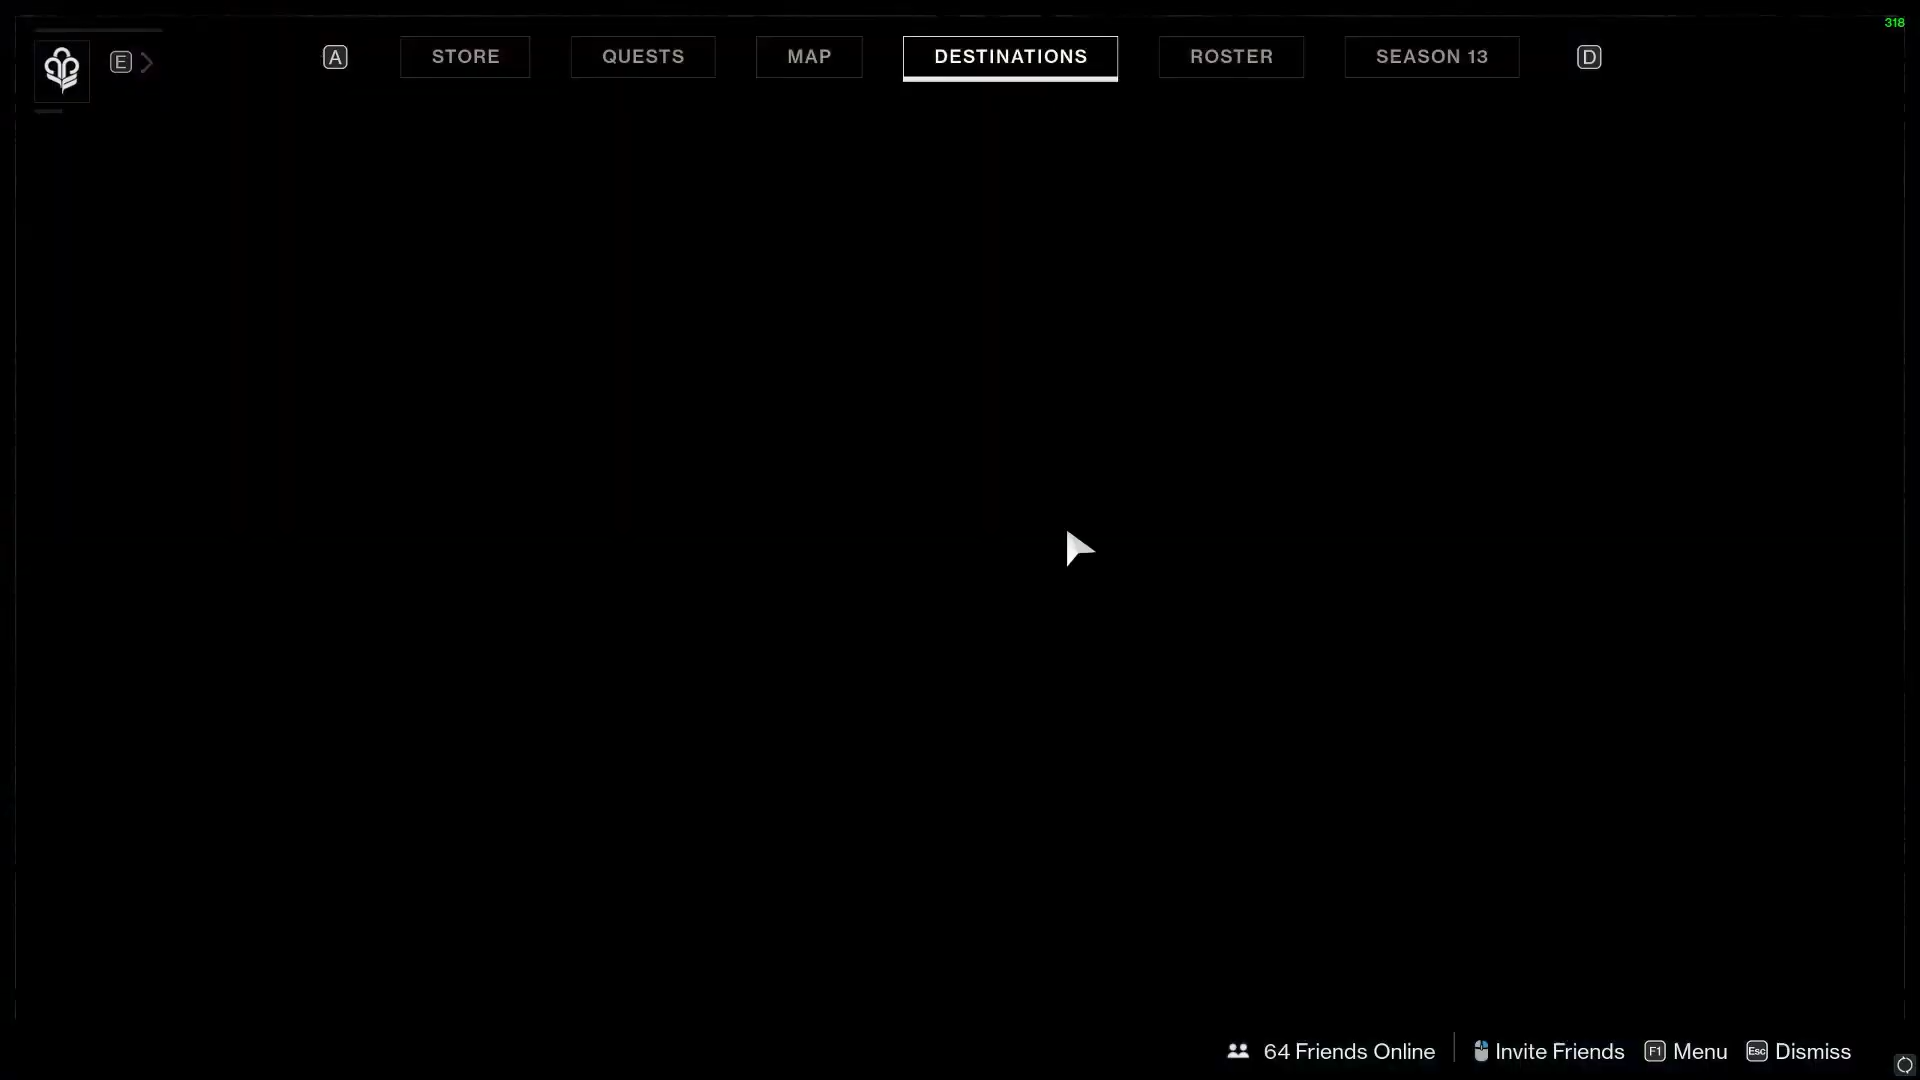 318
E
A
STORE
QUESTS
MAP
DESTINATIONS
ROSTER
SEASON 13
D
64 Friends Online
Invite Friends
F1 Menu
Esc Dismiss